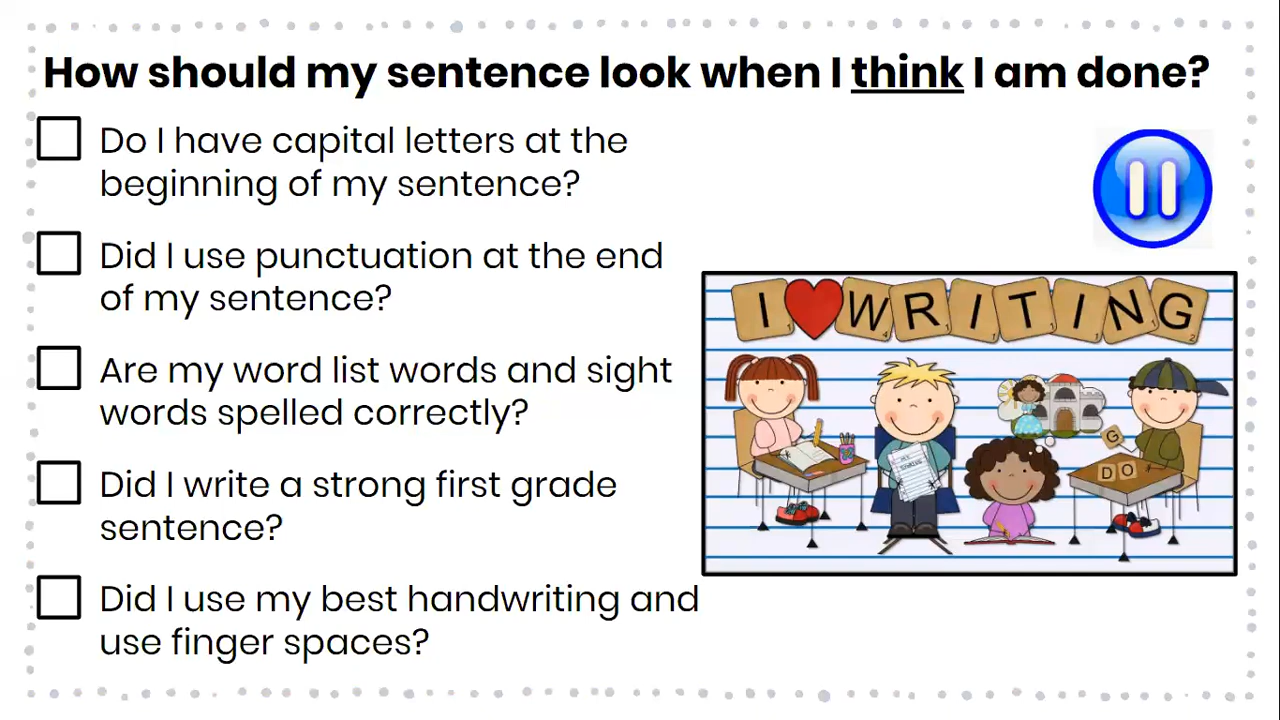 How should my sentence look when I think I am done?
Do I have capital letters at the
beginning of my sentence?
Did I use punctuation at the end
of my sentence?
Are my word list words and sight
words spelled correctly?
Did I write a strong first grade
sentence?
Did I use my best handwriting and
use finger spaces?
I WRITING
G
DO